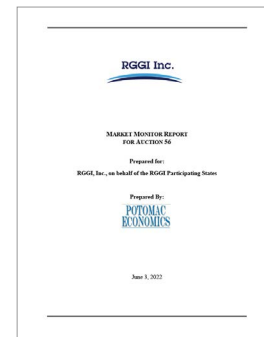 RGGI Inc.
MARKET MONITOR REPORT
FOR AUCTION 56
Prepared for:
RGGI, Inc., on behalf of the RGGI Participating States
Prepared By:
POTOMAC
ECONOMICS
June 3, 2022